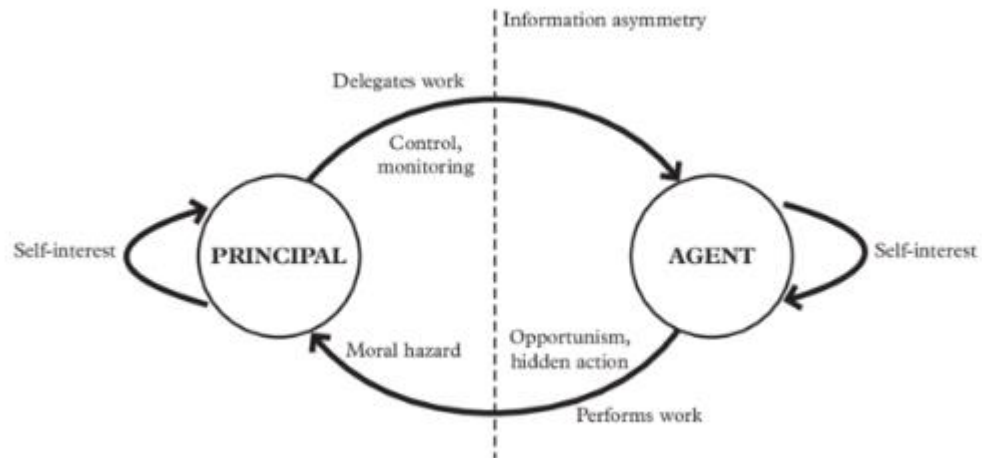 Information asymmetry
Delegates work
Control,
monitoring
Self-interest
PRINCIPAL
AGENT
Self-interest
Moral hazard
Opportunism,
hidden action
Performs work